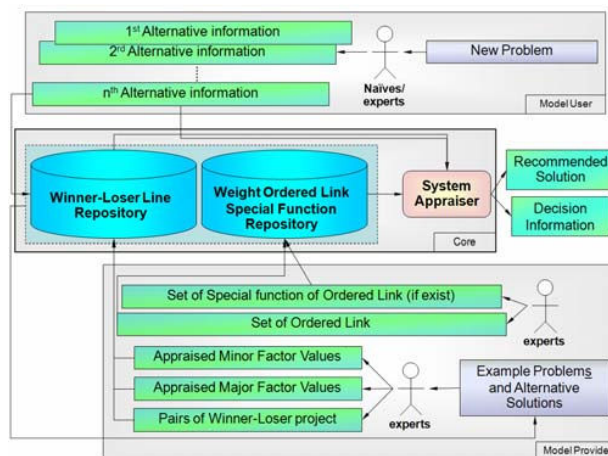 1st Alternative information
2nd Alternative information
nth Alternative information
Naïves/
experts
New Problem
Model User
Winner-Loser Line
Repository
Weight Ordered Link
Special Function
Repository
System
Appraiser
Core
Recommended
Solution
Decision
Information
Set of Special function of Ordered Link (if exist)
Set of Ordered Link
experts
Appraised Minor Factor Values
Appraised Major Factor Values
Pairs of Winner-Loser project
experts
Example Problems
and Alternative
Solutions
Model Provider